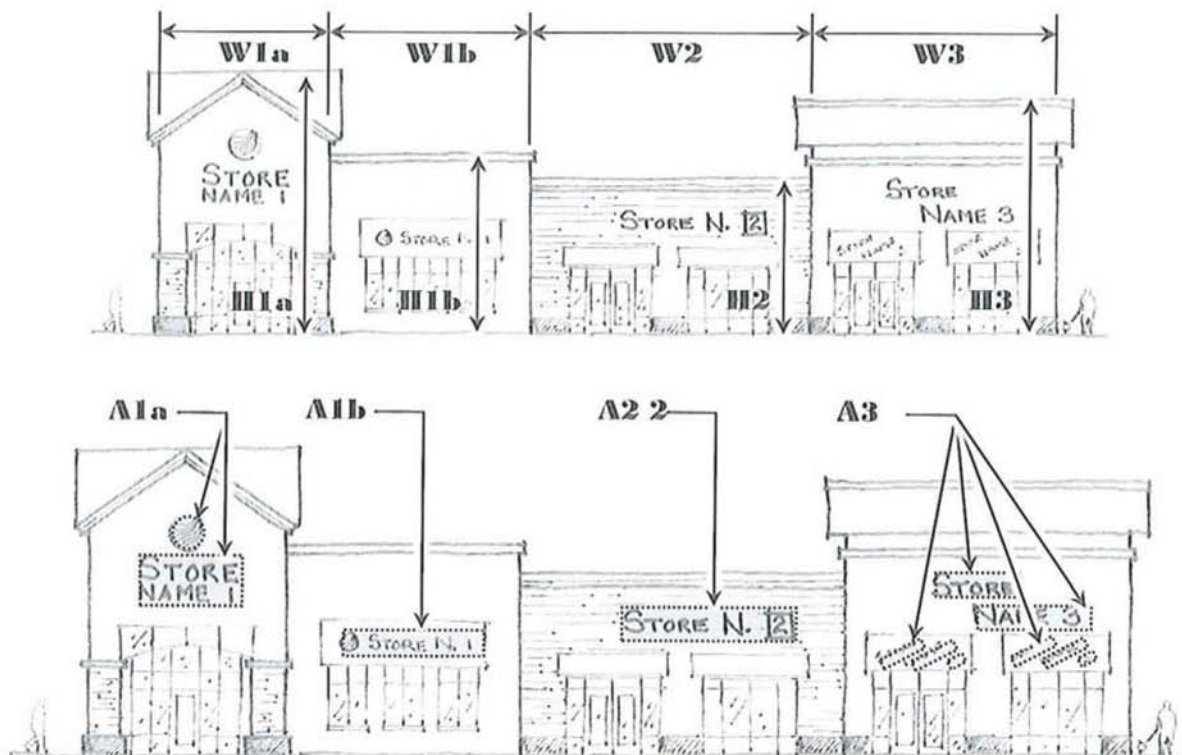 W1a W1b W2 W3
STORE
NAME 1
STORE N. 1
STORE N. 2
STORE
NAME 3
STORE NAME
H1a H1b H2 H3
A1a A1b A2 2 A3
STORE
NAME 1
STORE N. 1
STORE N. 2
STORE
3